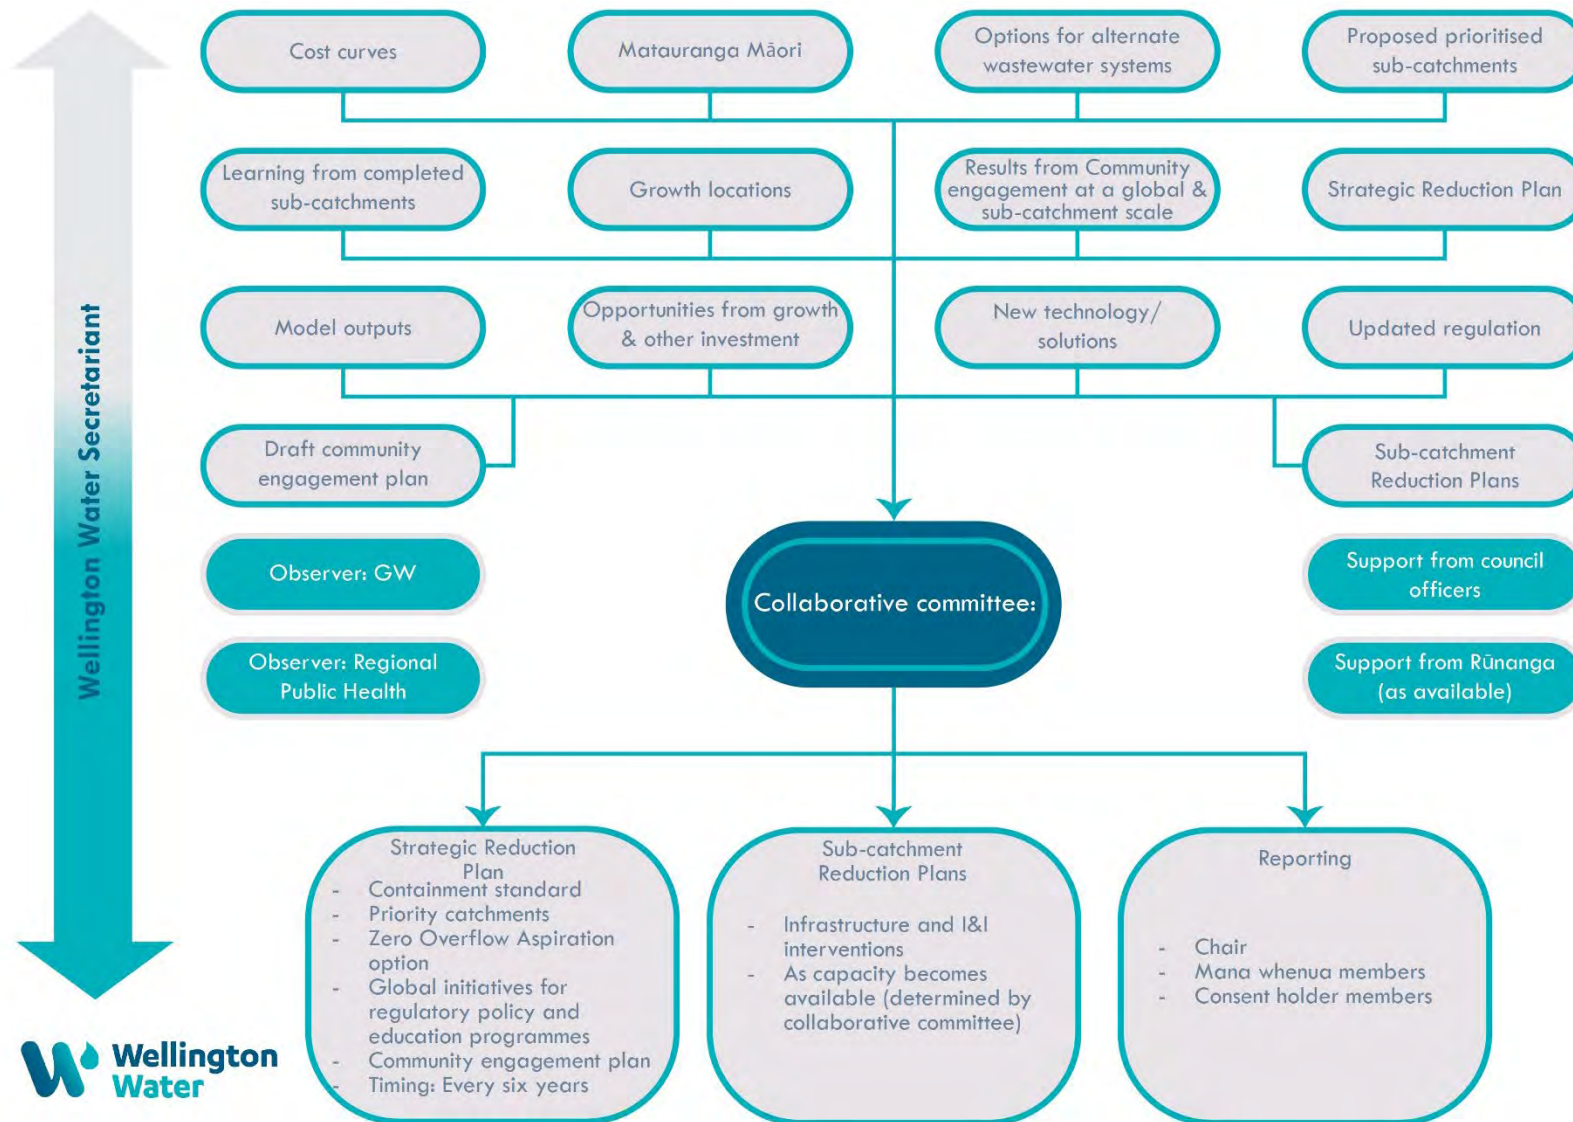 Wellington Water Secretariant
Cost curves
Matauranga Māori
Options for alternate
wastewater systems
Proposed prioritised
sub-catchments
Learning from completed
sub-catchments
Growth locations
Results from Community
engagement at a global &
sub-catchment scale
Strategic Reduction Plan
Model outputs
Opportunities from growth
& other investment
New technology/
solutions
Updated regulation
Draft community
engagement plan
Sub-catchment
Reduction Plans
Observer: GW
Collaborative committee:
Support from council
officers
Observer: Regional
Public Health
Support from Rūnanga
(as available)
Strategic Reduction
Plan
- Containment standard
- Priority catchments
- Zero Overflow Aspiration
option
- Global initiatives for
regulatory policy and
education programmes
- Community engagement plan
- Timing: Every six years
Sub-catchment
Reduction Plans
- Infrastructure and I&I
interventions
- As capacity becomes
available (determined by
collaborative committee)
Reporting
- Chair
- Mana whenua members
- Consent holder members
Wellington
Water